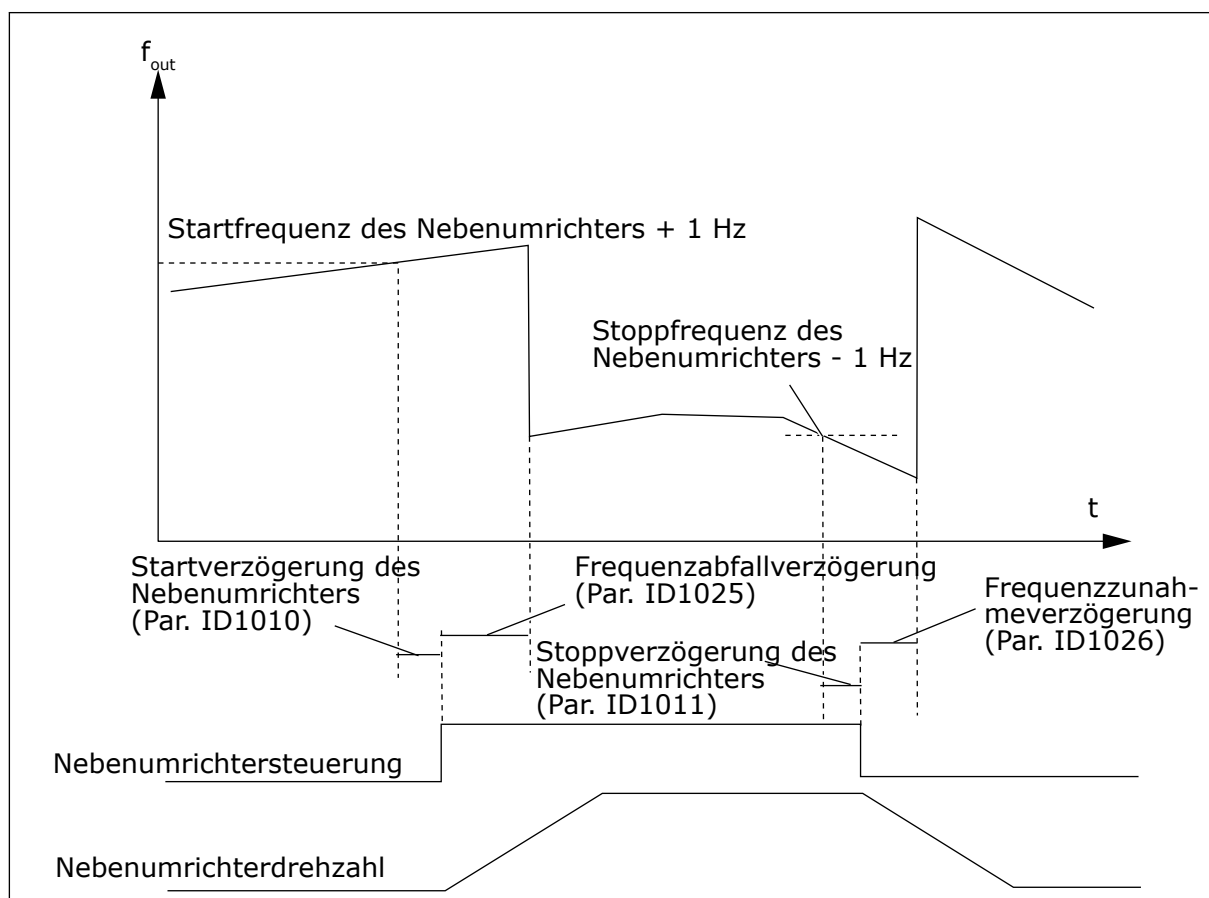 f out
Startfrequenz des Nebenumrichters + 1 Hz
Stoppfrequenz des
Nebenumrichters - 1 Hz
t
Startverzögerung des
Nebenumrichters
(Par. ID1010)
Frequenzabfallverzögerung
(Par. ID1025)
Frequenzzunah-
meverzögerung
(Par. ID1026)
Stoppverzögerung des
Nebenumrichters
(Par. ID1011)
Nebenumrichtersteuerung
Nebenumrichterdrehzahl